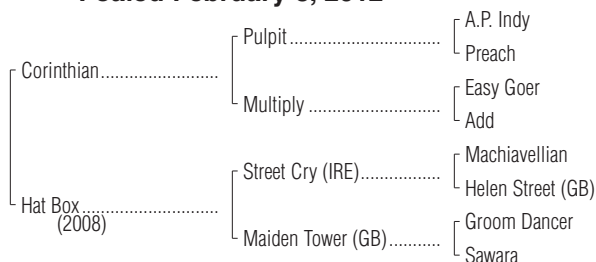 Foaled February 2012
A.P. Indy
Pulpit
Preach
Corinthian
Easy Goer
Multiply
Add
Machiavellian
Street Cry (IRE)
Helen Street (GB)
Hat Box
(2008)
Groom Dancer
Maiden Tower (GB)
Sawara